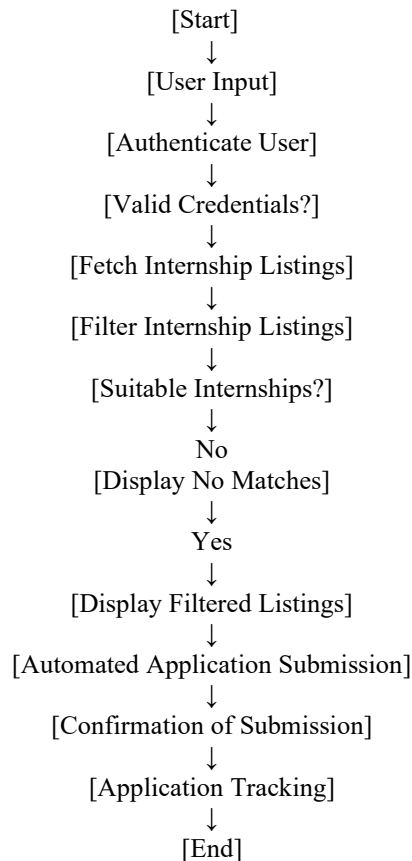 [Start]
↓
[User Input]
↓
[Authenticate User]
↓
[Valid Credentials?]
↓
[Fetch Internship Listings]
↓
[Filter Internship Listings]
↓
[Suitable Internships?]
↓
No
[Display No Matches]
↓
Yes
↓
[Display Filtered Listings]
↓
[Automated Application Submission]
↓
[Confirmation of Submission]
↓
[Application Tracking]
↓
[End]